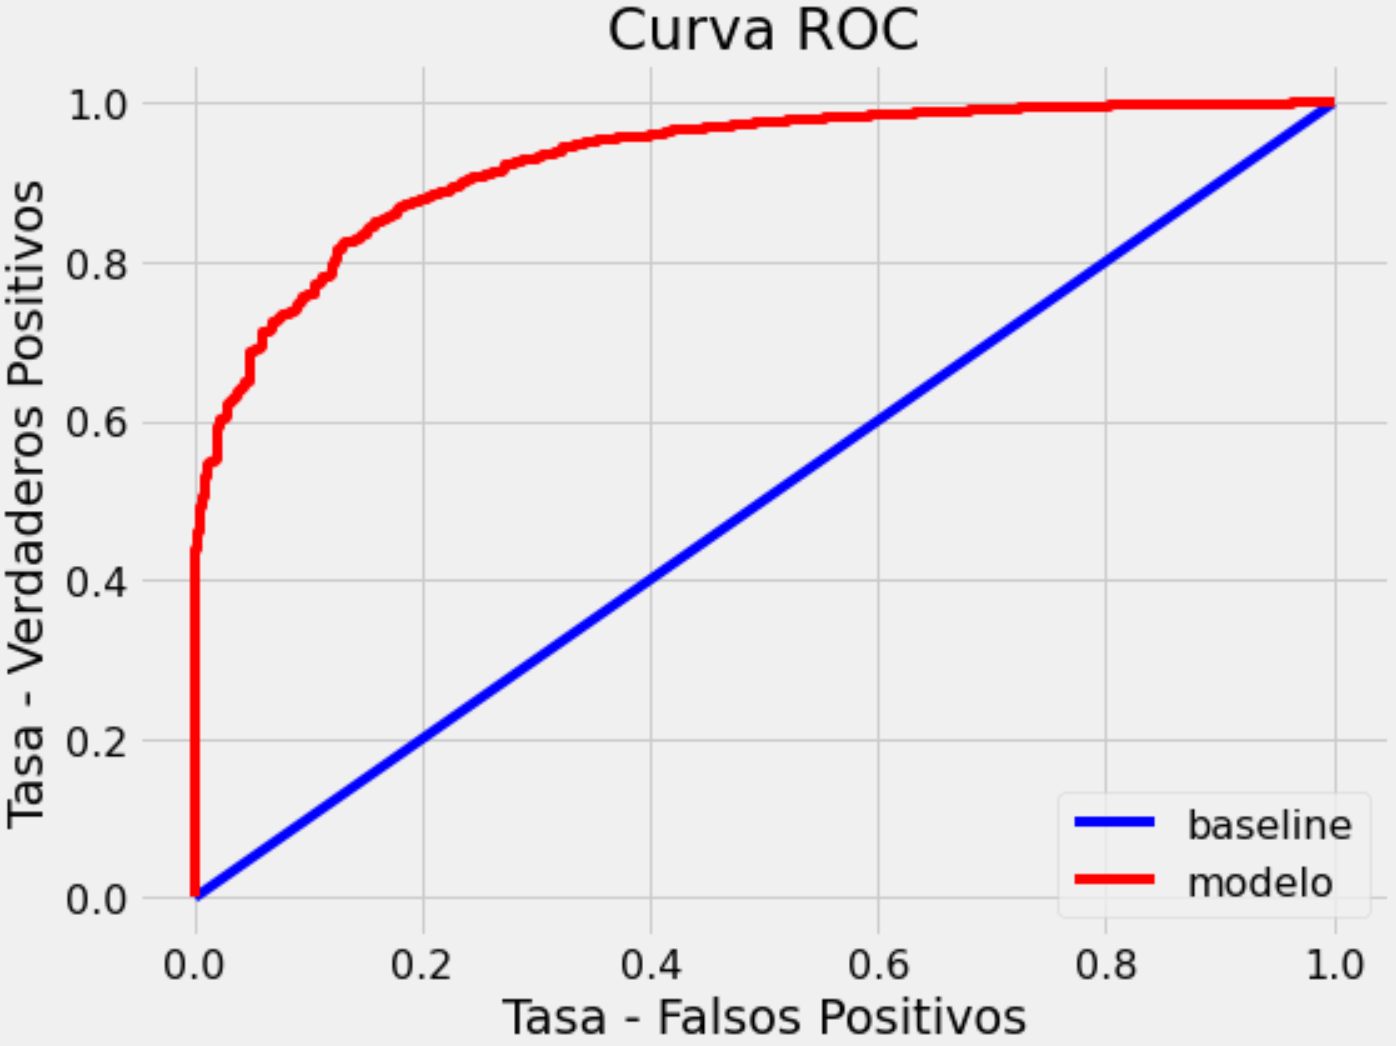 Curva ROC
Tasa - Verdaderos Positivos
1.0
0.8
0.6
0.4
0.2
0.0
baseline
modelo
0.0 0.2 0.4 0.6 0.8 1.0
Tasa - Falsos Positivos